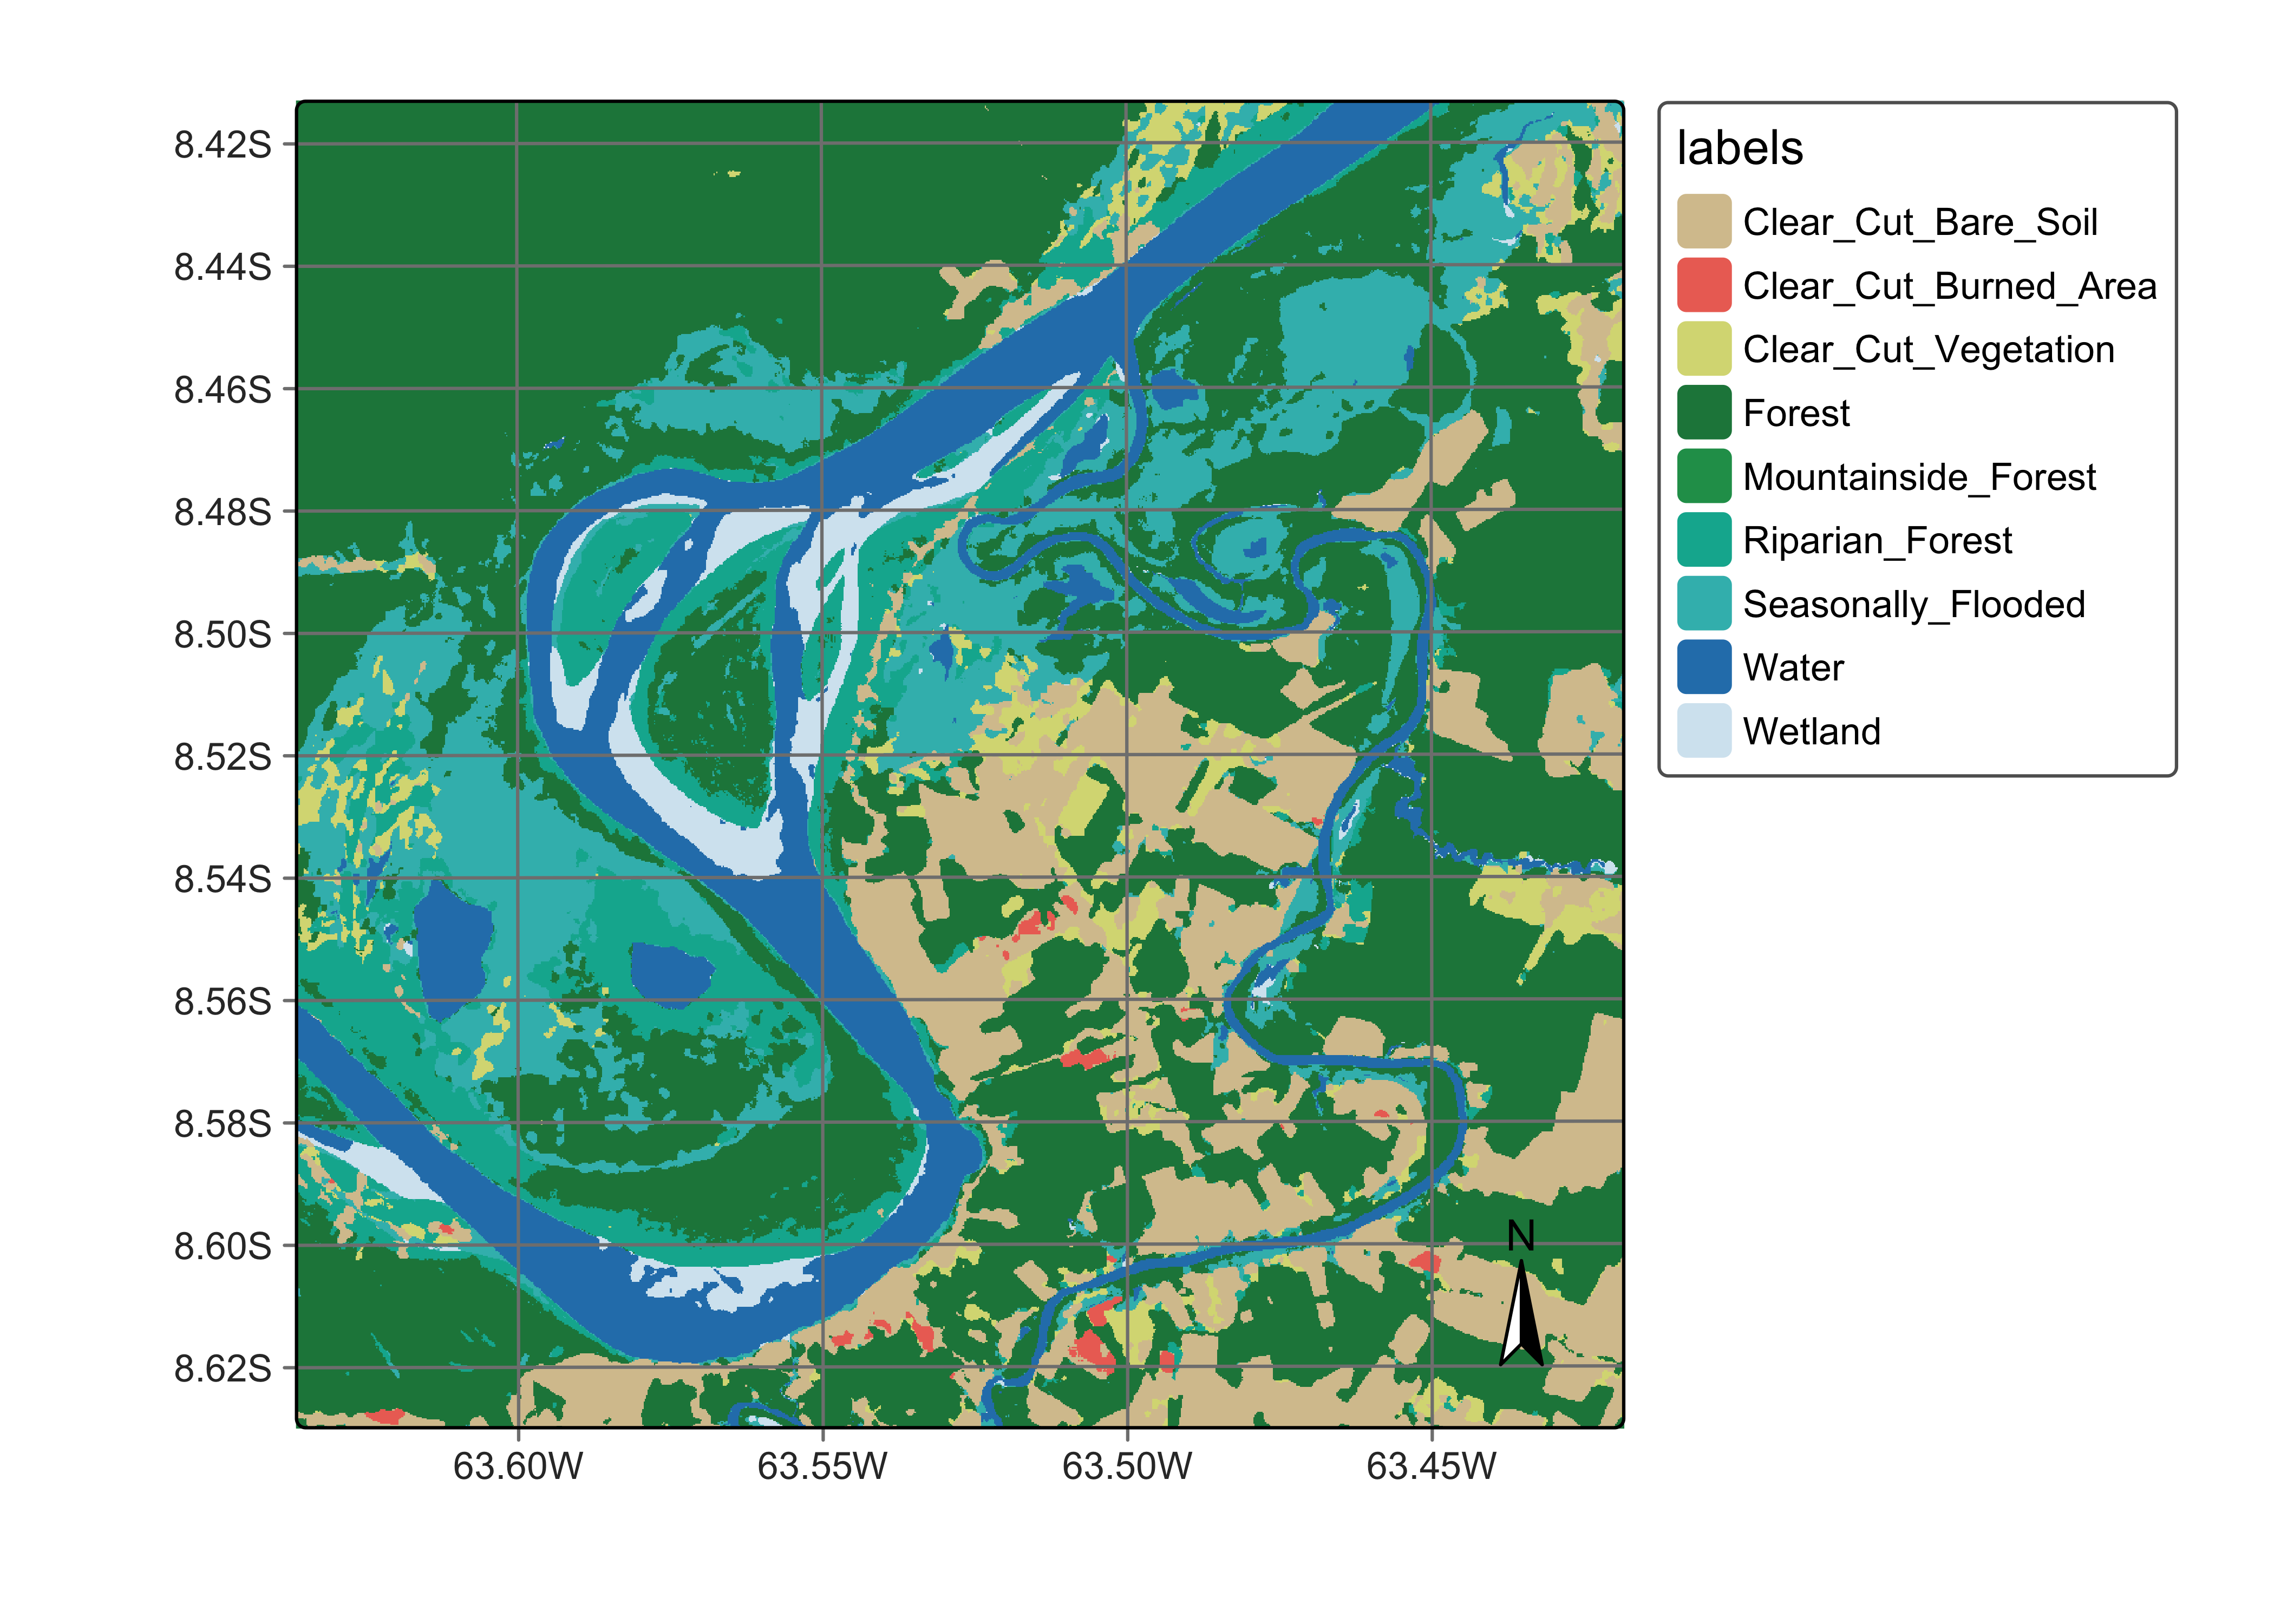 labels
Clear_Cut_Bare_Soil
Clear_Cut_Burned_Area
Clear_Cut_Vegetation
Forest
Mountainside_Forest
Riparian_Forest
Seasonally_Flooded
Water
Wetland
8.42S
8.44S
8.46S
8.48S
8.50S
8.52S
8.54S
8.56S
8.58S
8.60S
8.62S
N
63.60W 63.55W 63.50W 63.45W